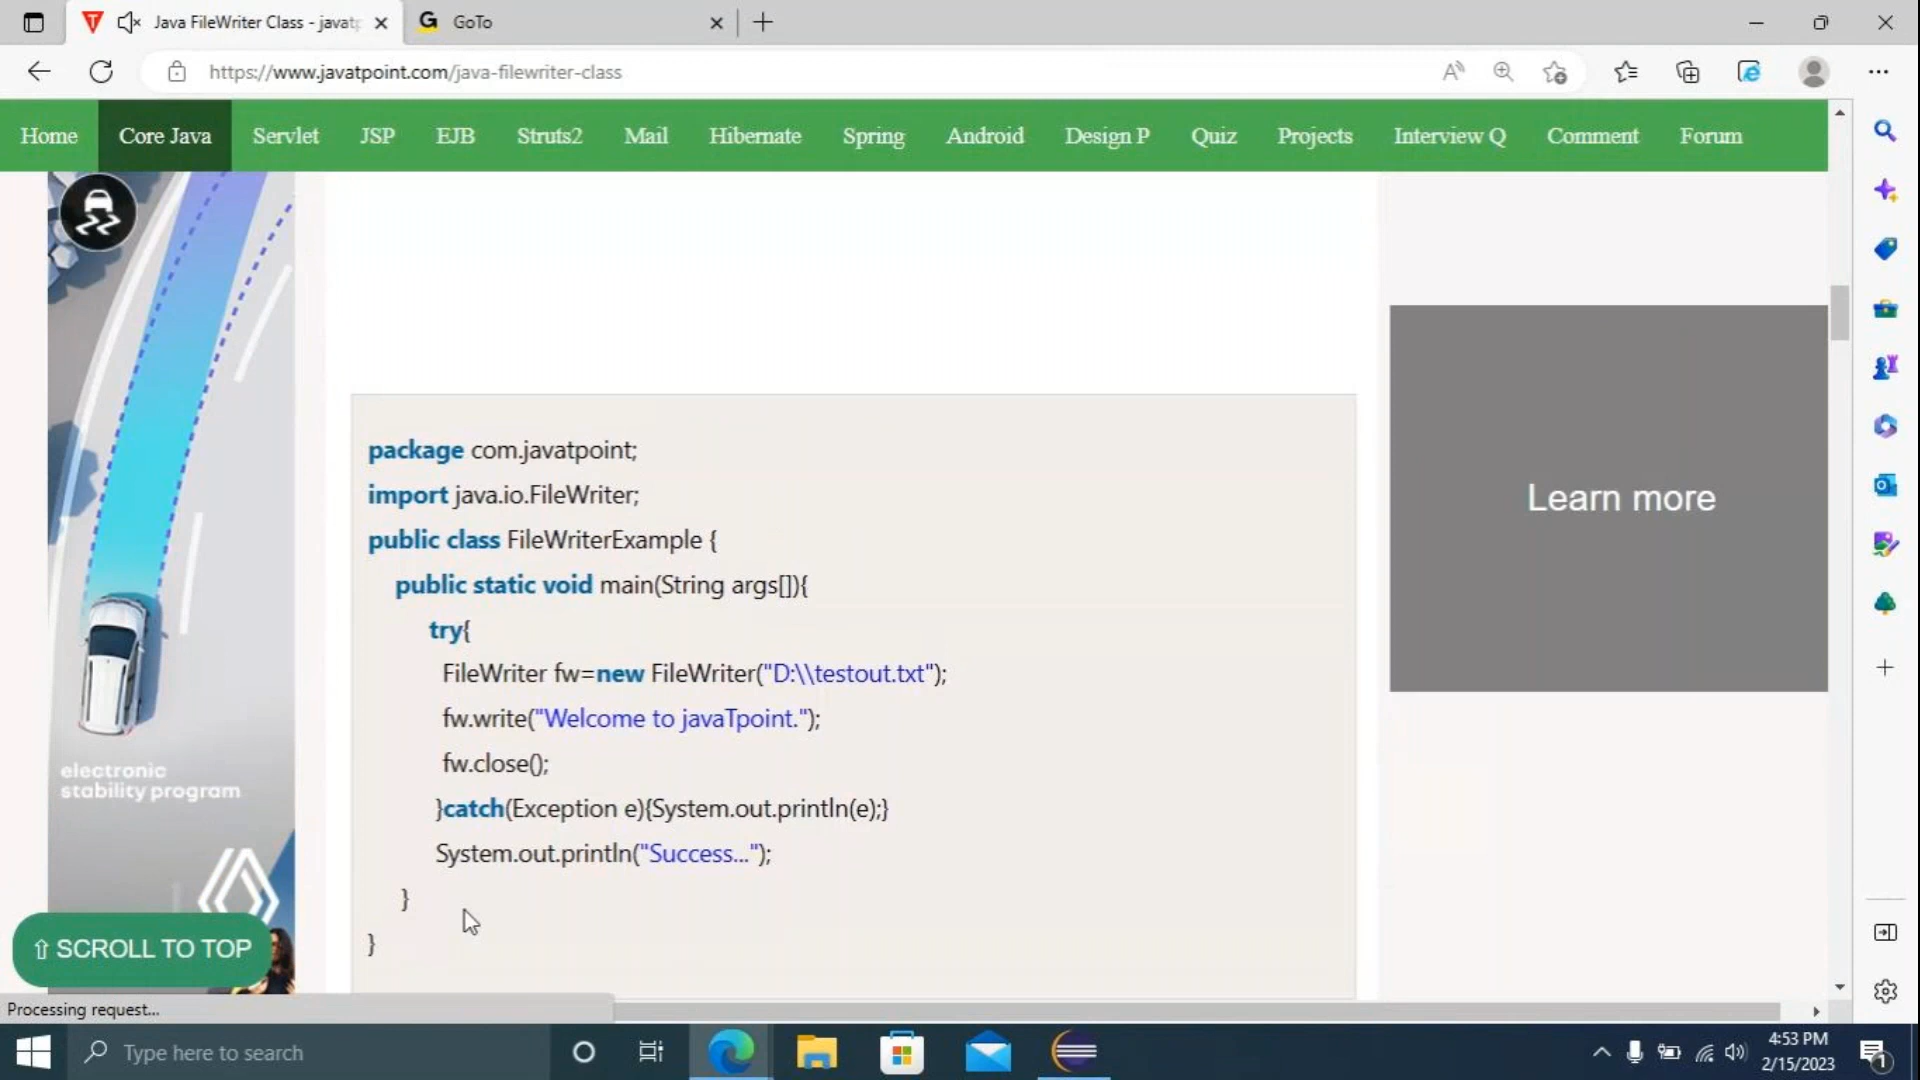 Java FileWriter Class - javatp
GoTo
https://www.javatpoint.com/java-filewriter-class
Home Core Java Servlet JSP EJB Struts2 Mail Hibernate Spring Android Design P Quiz Projects Interview Q Comment Forum
Learn more
package com.javatpoint;
import java.io.FileWriter;
public class FileWriterExample {
public static void main(String args[]){
try{
FileWriter fw=new FileWriter("D:\\testout.txt");
fw.write("Welcome to javaTpoint.");
fw.close();
}catch(Exception e){System.out.println(e);}
System.out.println("Success...");
}
}
electronic
stability program
⇧ SCROLL TO TOP
Processing request...
Type here to search
4:53 PM
2/15/2023
1